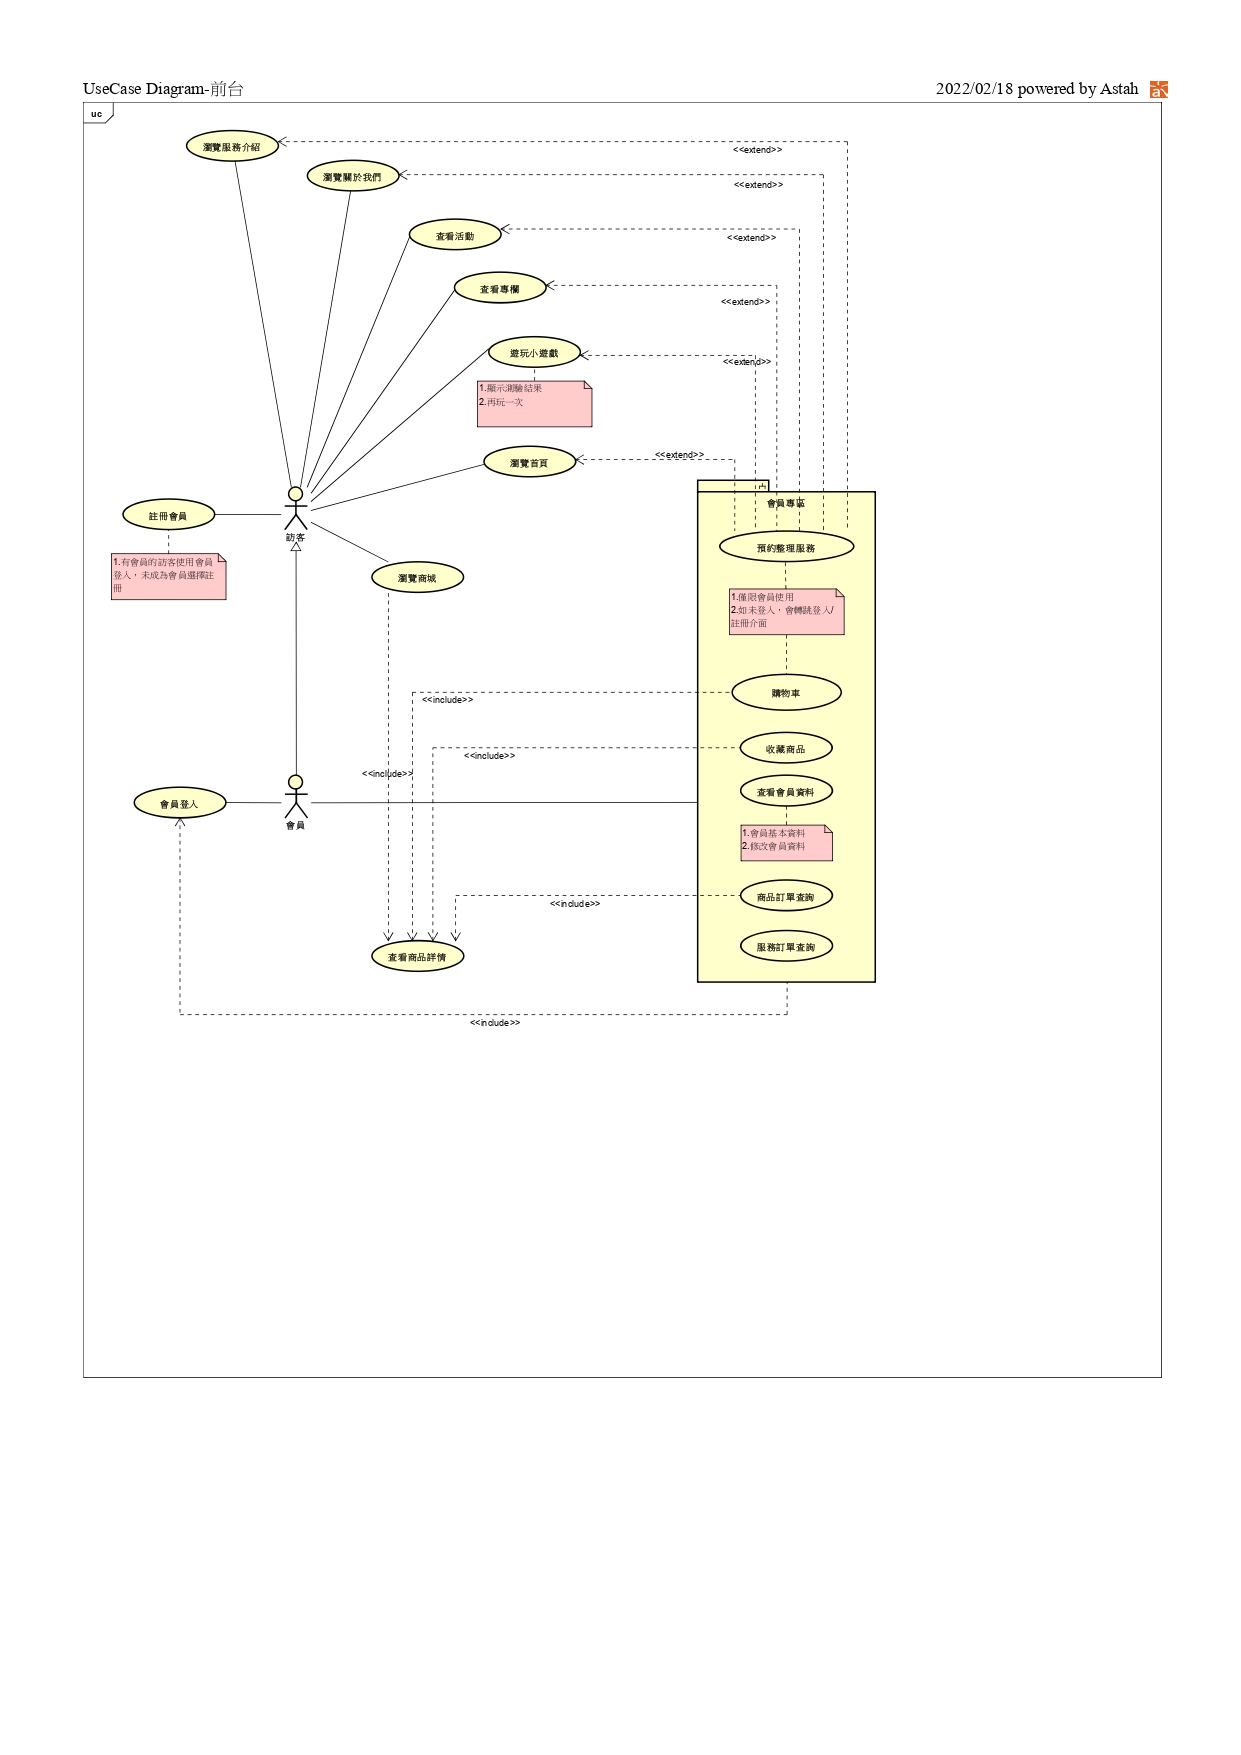 UseCase Diagram-前台
2022/02/18 powered by Astah
uc
瀏覽服務介紹
<<extend>>
瀏覽關於我們
<<extend>>
查看活動
<<extend>>
查看專欄
<<extend>>
遊玩小遊戲
<<extend>>
1.顯示測驗結果
2.再玩一次
瀏覽首頁
<<extend>>
會員專區
註冊會員
訪客
預約整理服務
1.有會員的訪客使用會員
登入，未成為會員選擇註
冊
瀏覽商城
1.僅限會員使用
2.如未登入，會轉跳登入/
註冊介面
購物車
<<include>>
收藏商品
<<include>>
<<include>>
查看會員資料
會員登入
會員
1.會員基本資料
2.修改會員資料
商品訂單查詢
<<include>>
服務訂單查詢
查看商品詳情
<<include>>